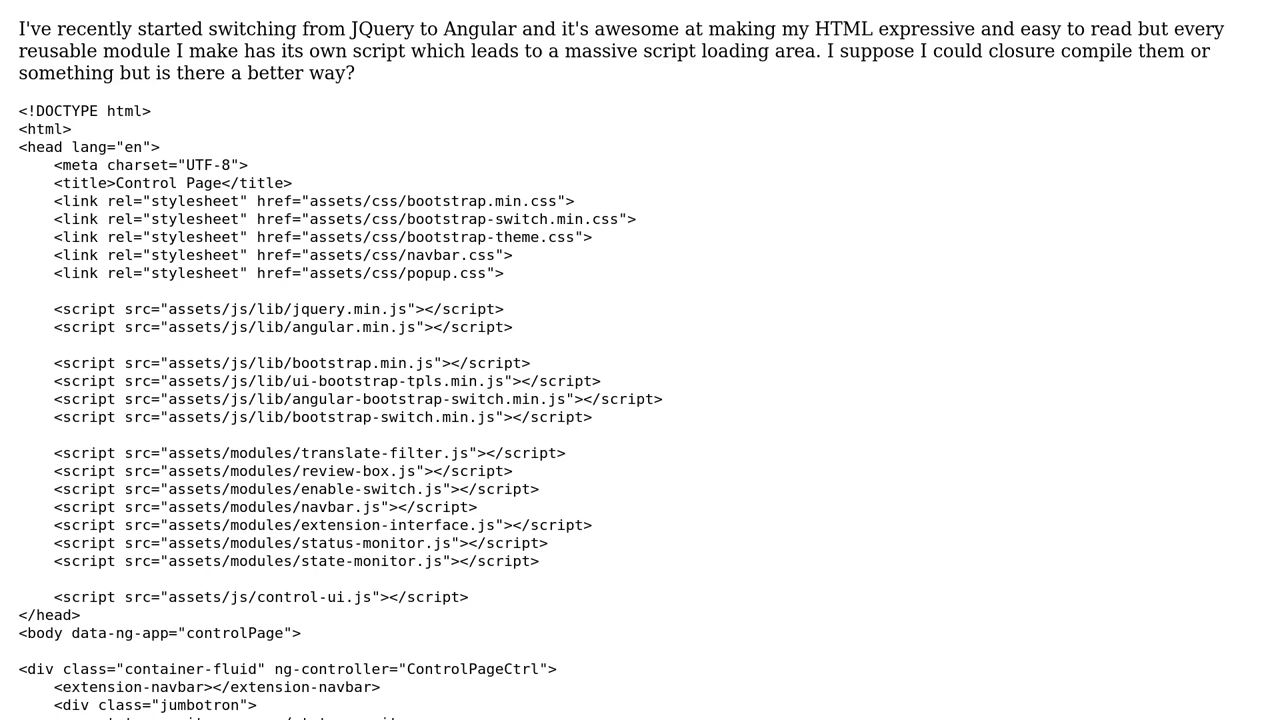 I've recently started switching from JQuery to Angular and it's awesome at making my HTML expressive and easy to read but every
reusable module I make has its own script which leads to a massive script loading area. I suppose I could closure compile them or
something but is there a better way?
<!DOCTYPE html>
<html>
<head lang="en">
    <meta charset="UTF-8">
    <title>Control Page</title>
    <link rel="stylesheet" href="assets/css/bootstrap.min.css">
    <link rel="stylesheet" href="assets/css/bootstrap-switch.min.css">
    <link rel="stylesheet" href="assets/css/bootstrap-theme.css">
    <link rel="stylesheet" href="assets/css/navbar.css">
    <link rel="stylesheet" href="assets/css/popup.css">
    <script src="assets/js/lib/jquery.min.js"></script>
    <script src="assets/js/lib/angular.min.js"></script>
    <script src="assets/js/lib/bootstrap.min.js"></script>
    <script src="assets/js/lib/ui-bootstrap-tpls.min.js"></script>
    <script src="assets/js/lib/angular-bootstrap-switch.min.js"></script>
    <script src="assets/js/lib/bootstrap-switch.min.js"></script>
    <script src="assets/modules/translate-filter.js"></script>
    <script src="assets/modules/review-box.js"></script>
    <script src="assets/modules/enable-switch.js"></script>
    <script src="assets/modules/navbar.js"></script>
    <script src="assets/modules/extension-interface.js"></script>
    <script src="assets/modules/status-monitor.js"></script>
    <script src="assets/modules/state-monitor.js"></script>
    <script src="assets/js/control-ui.js"></script>
</head>
<body data-ng-app="controlPage">
<div class="container-fluid" ng-controller="ControlPageCtrl">
    <extension-navbar></extension-navbar>
    <div class="jumbotron">